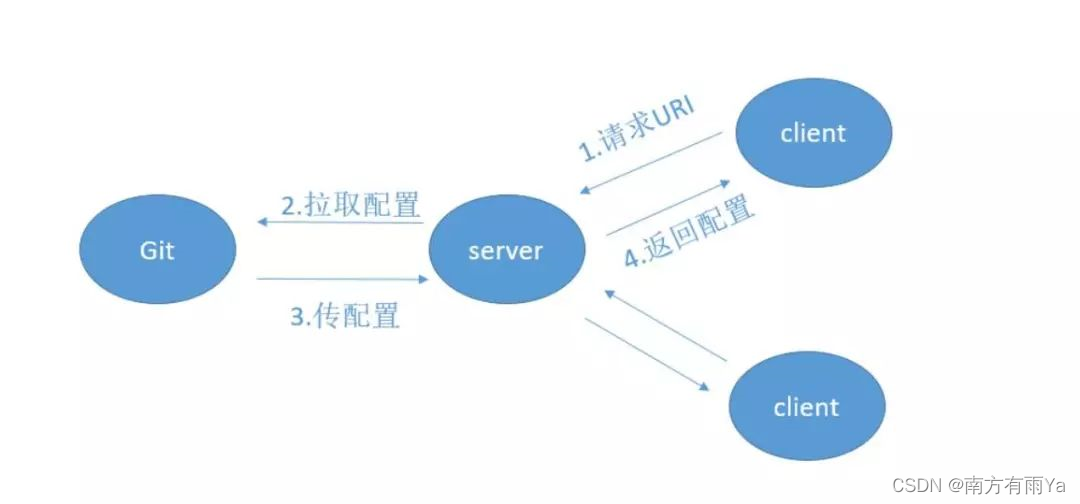 1.请求URI
client
2.拉取配置
Git
server
4.返回配置
3.传配置
client
CSDN @南方有雨Ya